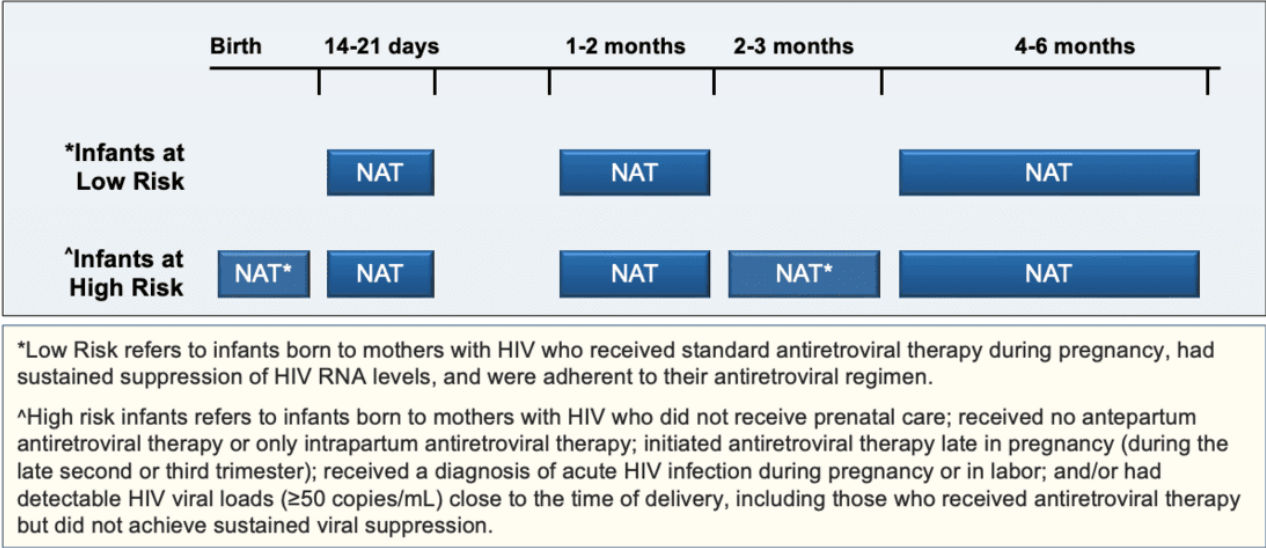 Birth 14-21 days 1-2 months 2-3 months 4-6 months
*Infants at
Low Risk
NAT NAT NAT
^Infants at
High Risk
NAT* NAT NAT NAT* NAT
*Low Risk refers to infants born to mothers with HIV who received standard antiretroviral therapy during pregnancy, had
sustained suppression of HIV RNA levels, and were adherent to their antiretroviral regimen.
^High risk infants refers to infants born to mothers with HIV who did not receive prenatal care; received no antepartum
antiretroviral therapy or only intrapartum antiretroviral therapy; initiated antiretroviral therapy late in pregnancy (during the
late second or third trimester); received a diagnosis of acute HIV infection during pregnancy or in labor; and/or had
detectable HIV viral loads (≥50 copies/mL) close to the time of delivery, including those who received antiretroviral therapy
but did not achieve sustained viral suppression.